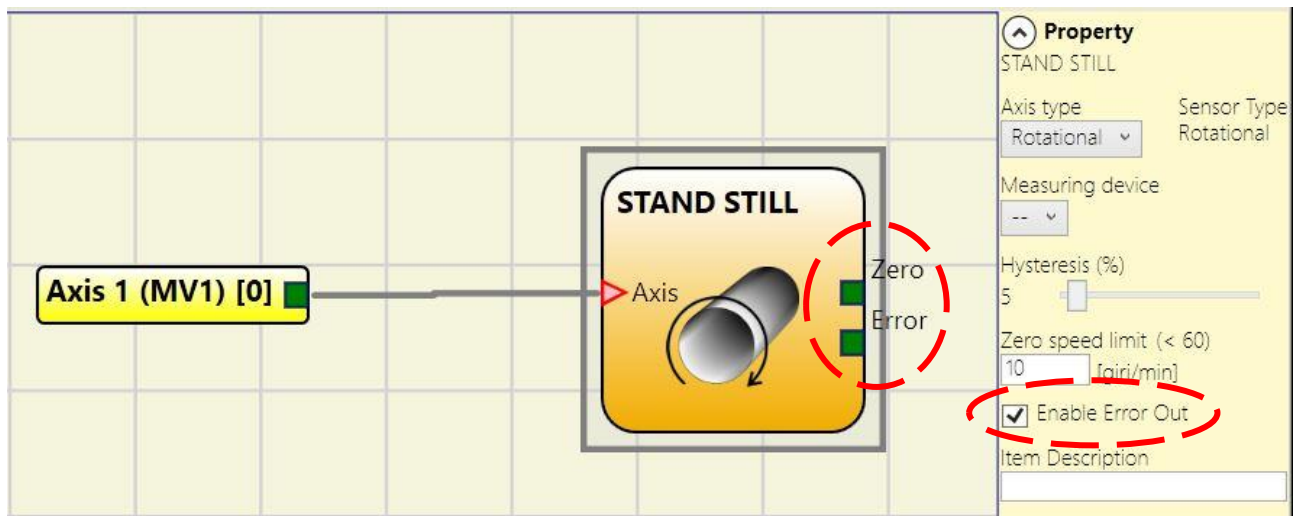 Axis 1 (MV1) [0]
STAND STILL
Axis
Zero
Error
Property
STAND STILL
Axis type Sensor Type
Rotational Rotational
Measuring device
--
Hysteresis (%)
5
Zero speed limit (< 60)
10 [giri/min]
Enable Error Out
Item Description